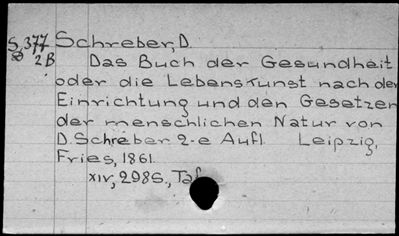 S,377 Schreber, D.
2B Das Buch der Gesundheit
oder die Lebenskunst nach der
Einrichtung und den Gesetzen
der menschlichen Natur von
D. Schreber 2-e Aufl. Leipzig,
Fries, 1861.
XIV, 298S., Taf